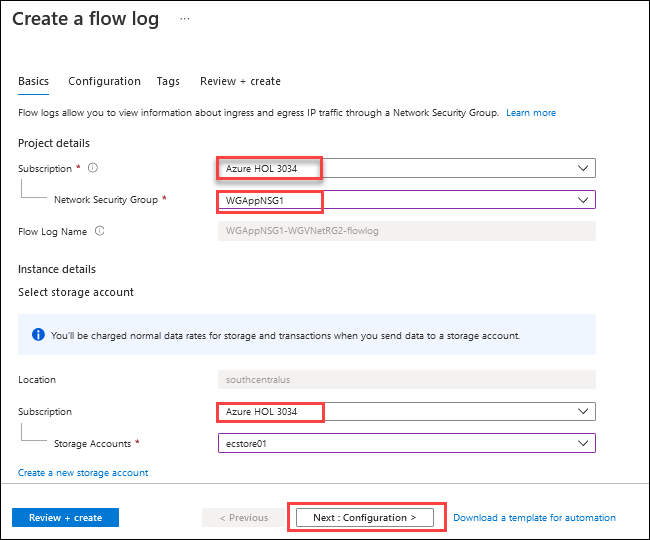 Create a flow log ...
Basics Configuration Tags Review + create
Flow logs allow you to view information about ingress and egress IP traffic through a Network Security Group. Learn more
Project details
Subscription * Azure HOL 3034
Network Security Group * WGAppNSG1
Flow Log Name WGAppNSG1-WGVNetRG2-flowlog
Instance details
Select storage account
You'll be charged normal data rates for storage and transactions when you send data to a storage account.
Location southcentralus
Subscription Azure HOL 3034
Storage Accounts * ecstore01
Create a new storage account
Review + create < Previous Next : Configuration > Download a template for automation